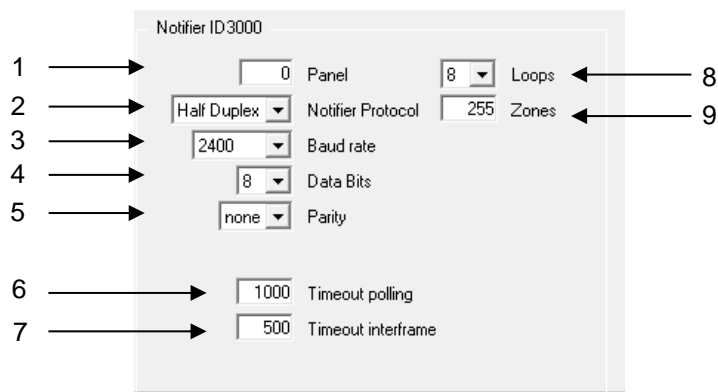 Notifier ID3000
1 0 Panel 8 Loops 8
2 Half Duplex Notifier Protocol 255 Zones 9
3 2400 Baud rate
4 8 Data Bits
5 none Parity
6 1000 Timeout polling
7 500 Timeout interframe